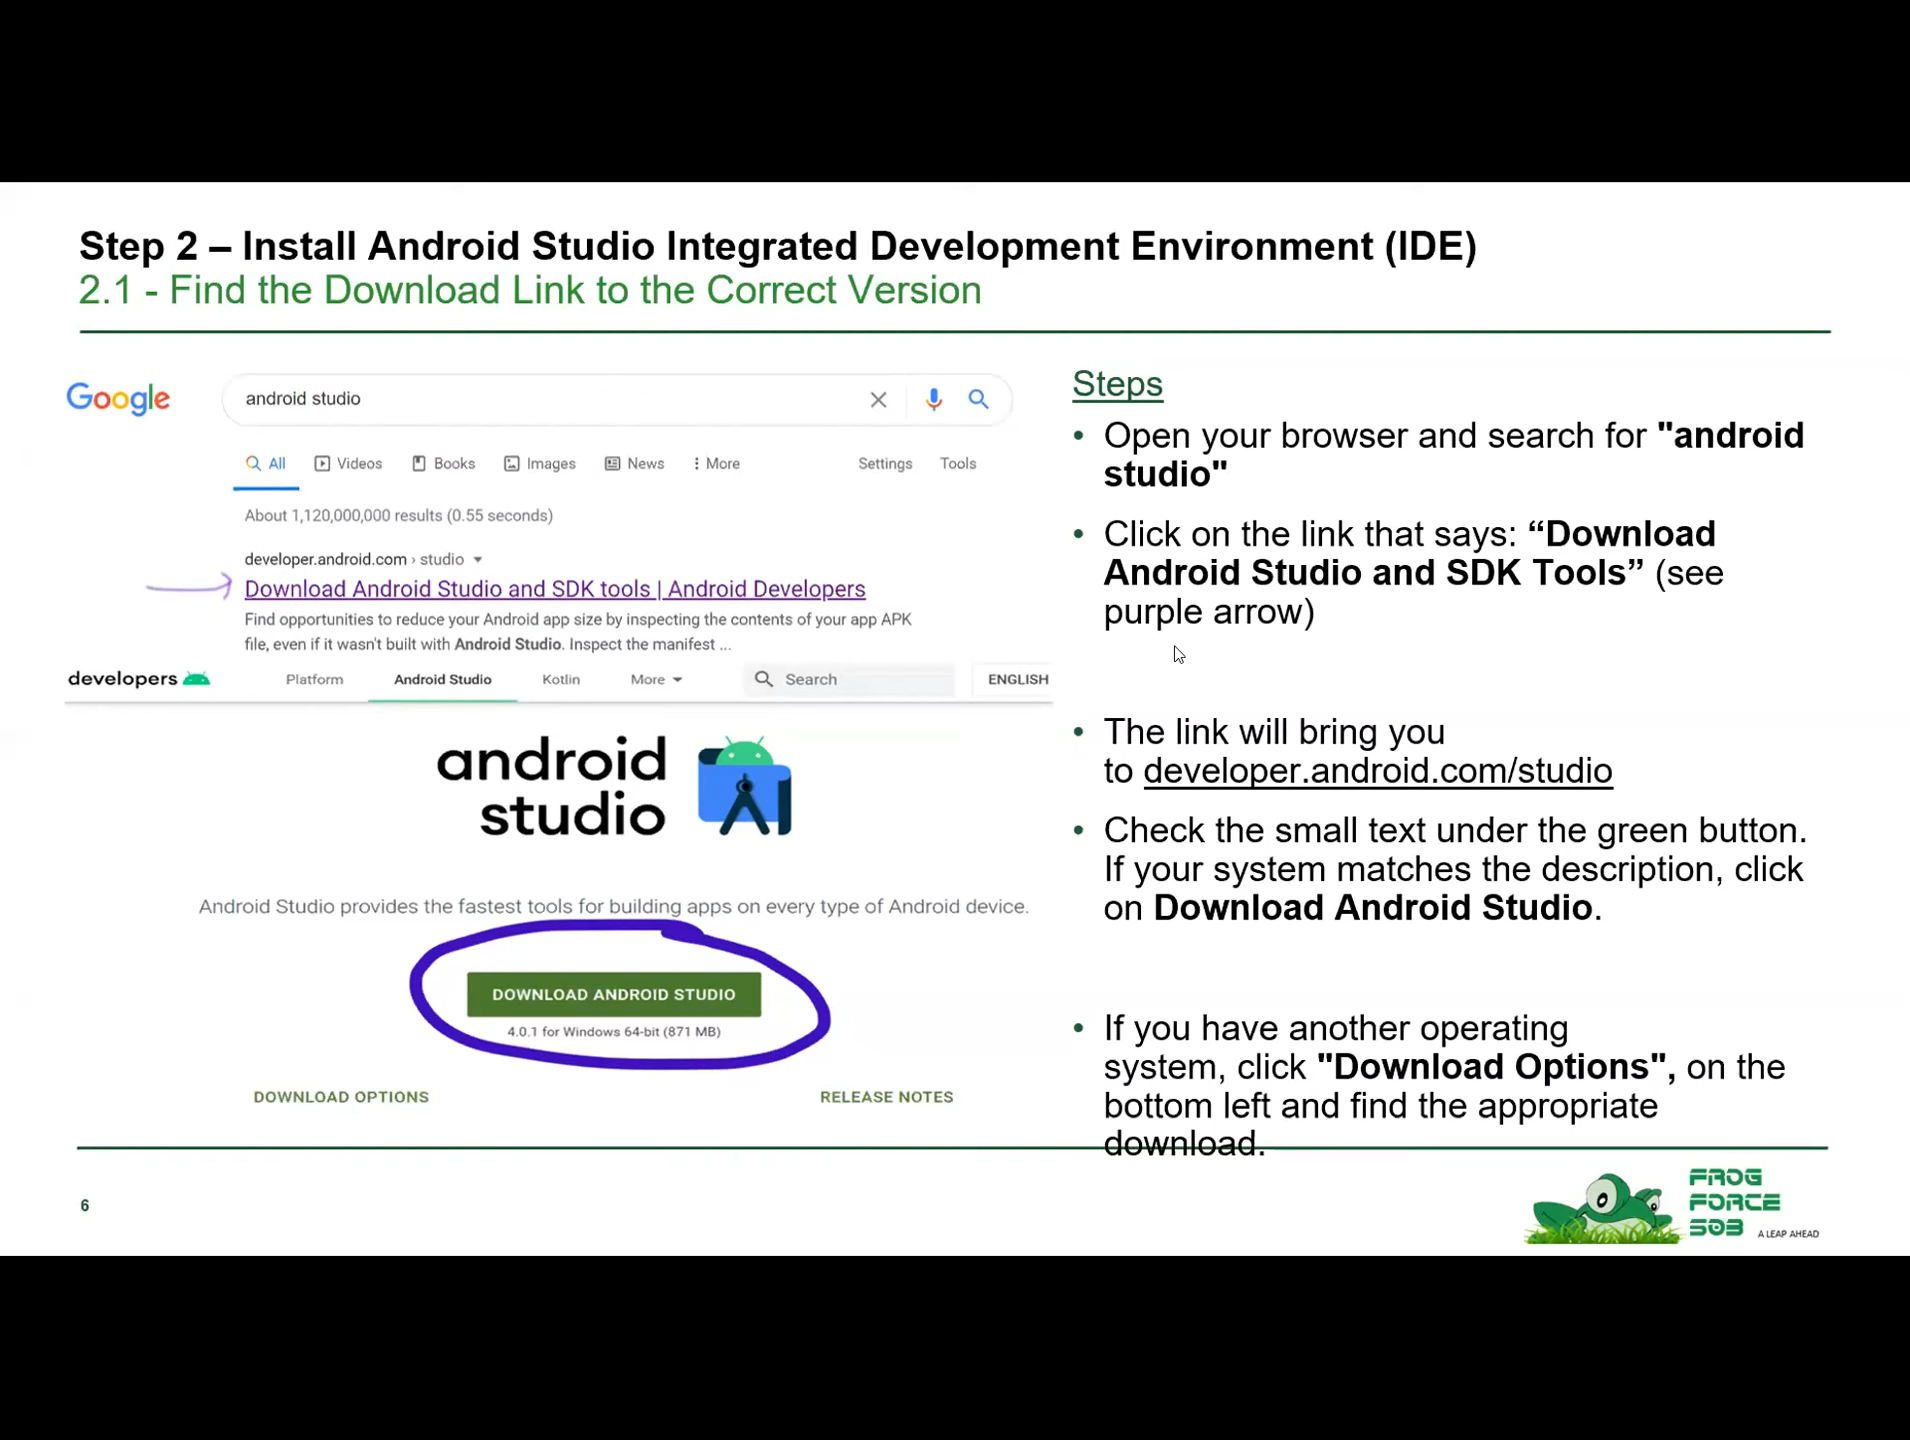 Step 2 – Install Android Studio Integrated Development Environment (IDE)
2.1 - Find the Download Link to the Correct Version
Google
android studio
All
Videos
Books
Images
News
More
Settings
Tools
About 1,120,000,000 results (0.55 seconds)
developer.android.com › studio
Download Android Studio and SDK tools | Android Developers
Find opportunities to reduce your Android app size by inspecting the contents of your app APK
file, even if it wasn't built with Android Studio. Inspect the manifest ...
developers
Platform
Android Studio
Kotlin
More
Search
ENGLISH
android
studio
Android Studio provides the fastest tools for building apps on every type of Android device.
DOWNLOAD ANDROID STUDIO
4.0.1 for Windows 64-bit (871 MB)
DOWNLOAD OPTIONS
RELEASE NOTES
Steps
• Open your browser and search for "android
studio"
• Click on the link that says: “Download
Android Studio and SDK Tools” (see
purple arrow)
• The link will bring you
to developer.android.com/studio
• Check the small text under the green button.
If your system matches the description, click
on Download Android Studio.
• If you have another operating
system, click "Download Options", on the
bottom left and find the appropriate
download.
6
FROG
FORCE
503
A LEAP AHEAD